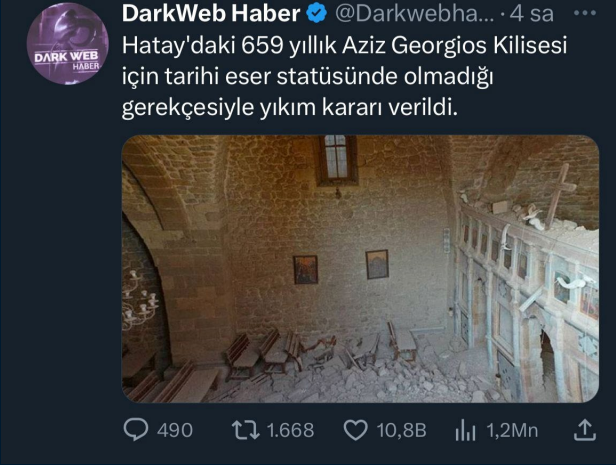 DarkWeb Haber @Darkwebha... · 4 sa ...
DARK WEB
HABER
Hatay'daki 659 yıllık Aziz Georgios Kilisesi
için tarihi eser statüsünde olmadığı
gerekçesiyle yıkım kararı verildi.
490 1.668 10,8B 1,2Mn